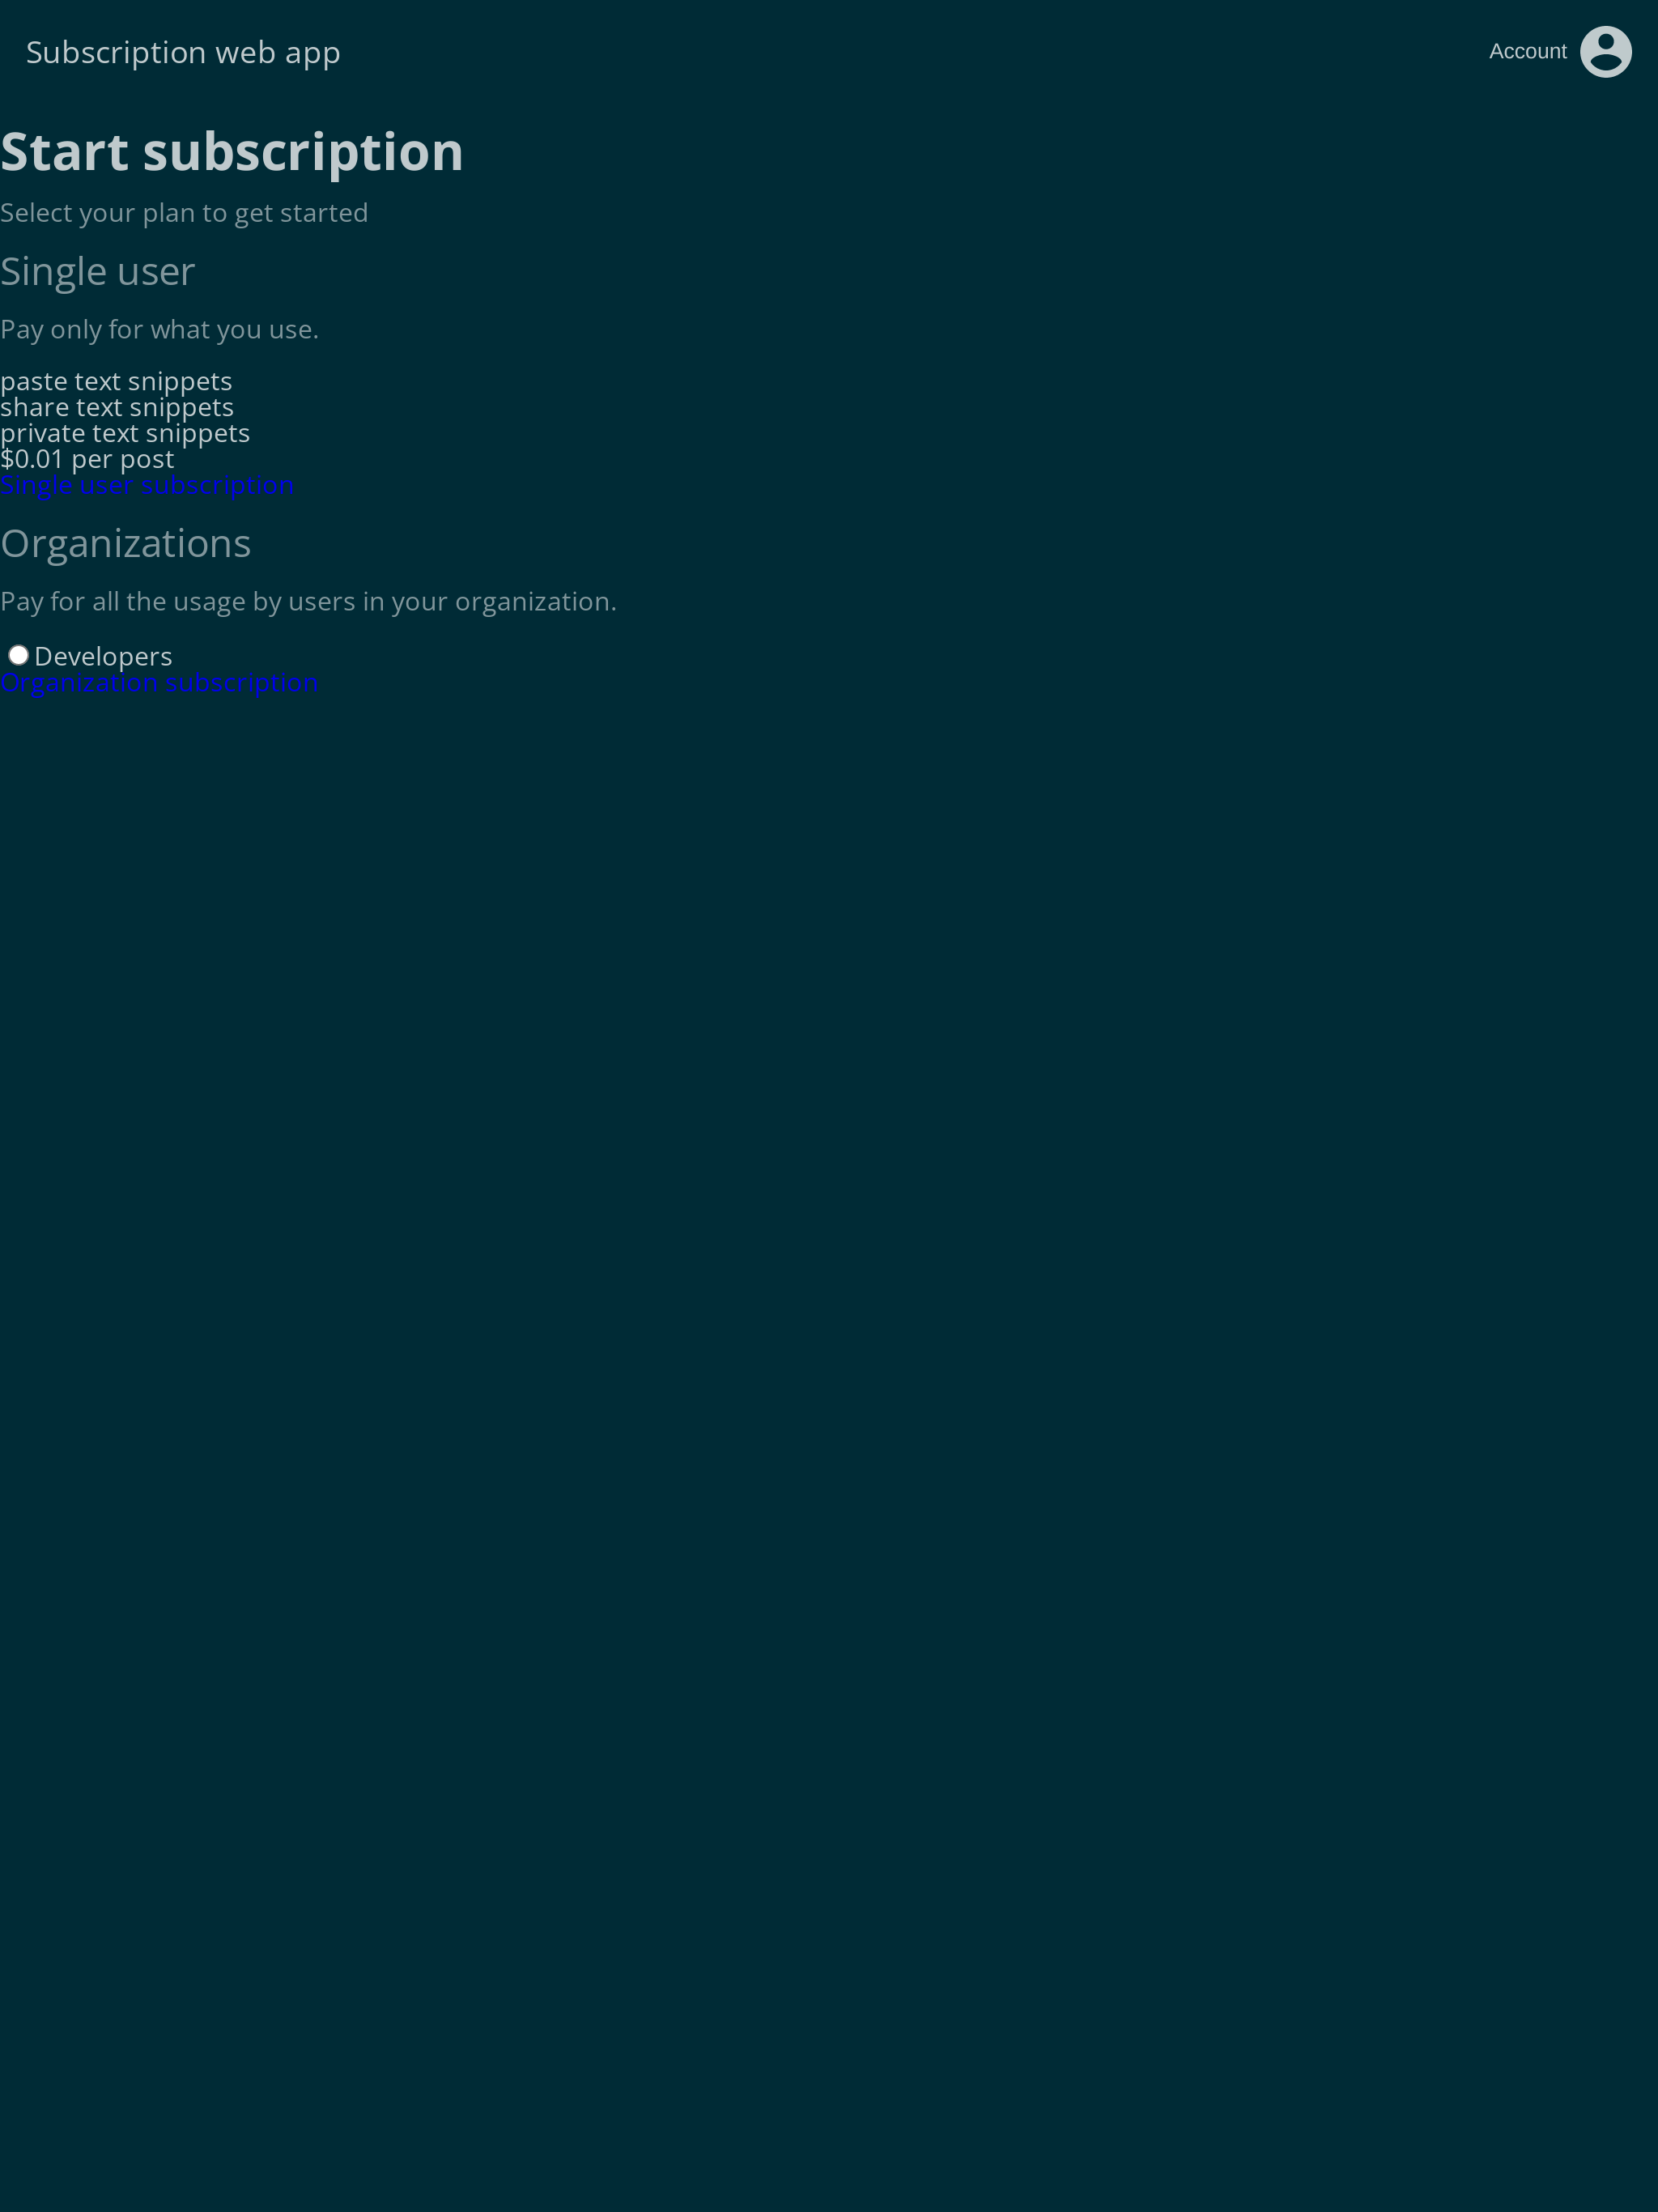 Subscription web app
Account
Start subscription
Select your plan to get started
Single user
Pay only for what you use.
paste text snippets
share text snippets
private text snippets
$0.01 per post
Single user subscription
Organizations
Pay for all the usage by users in your organization.
Developers
Organization subscription